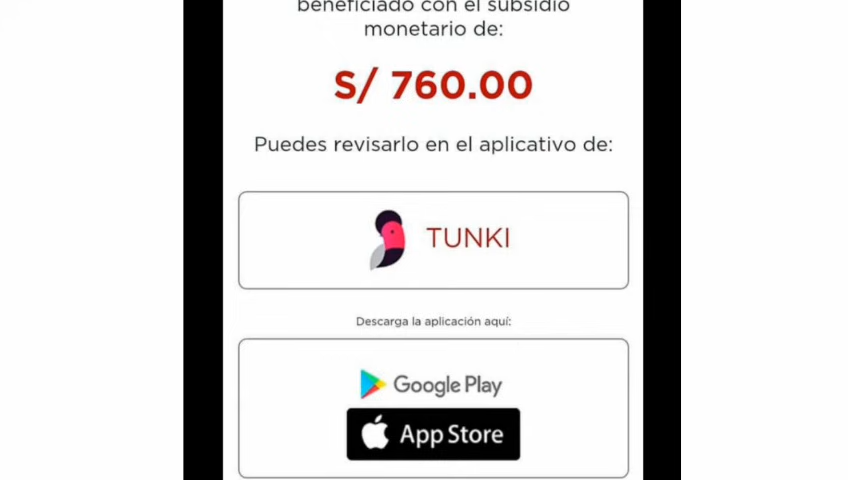 beneficiado con el subsidio
monetario de:
S/ 760.00
Puedes revisarlo en el aplicativo de:
TUNKI
Descarga la aplicación aquí:
Google Play
App Store